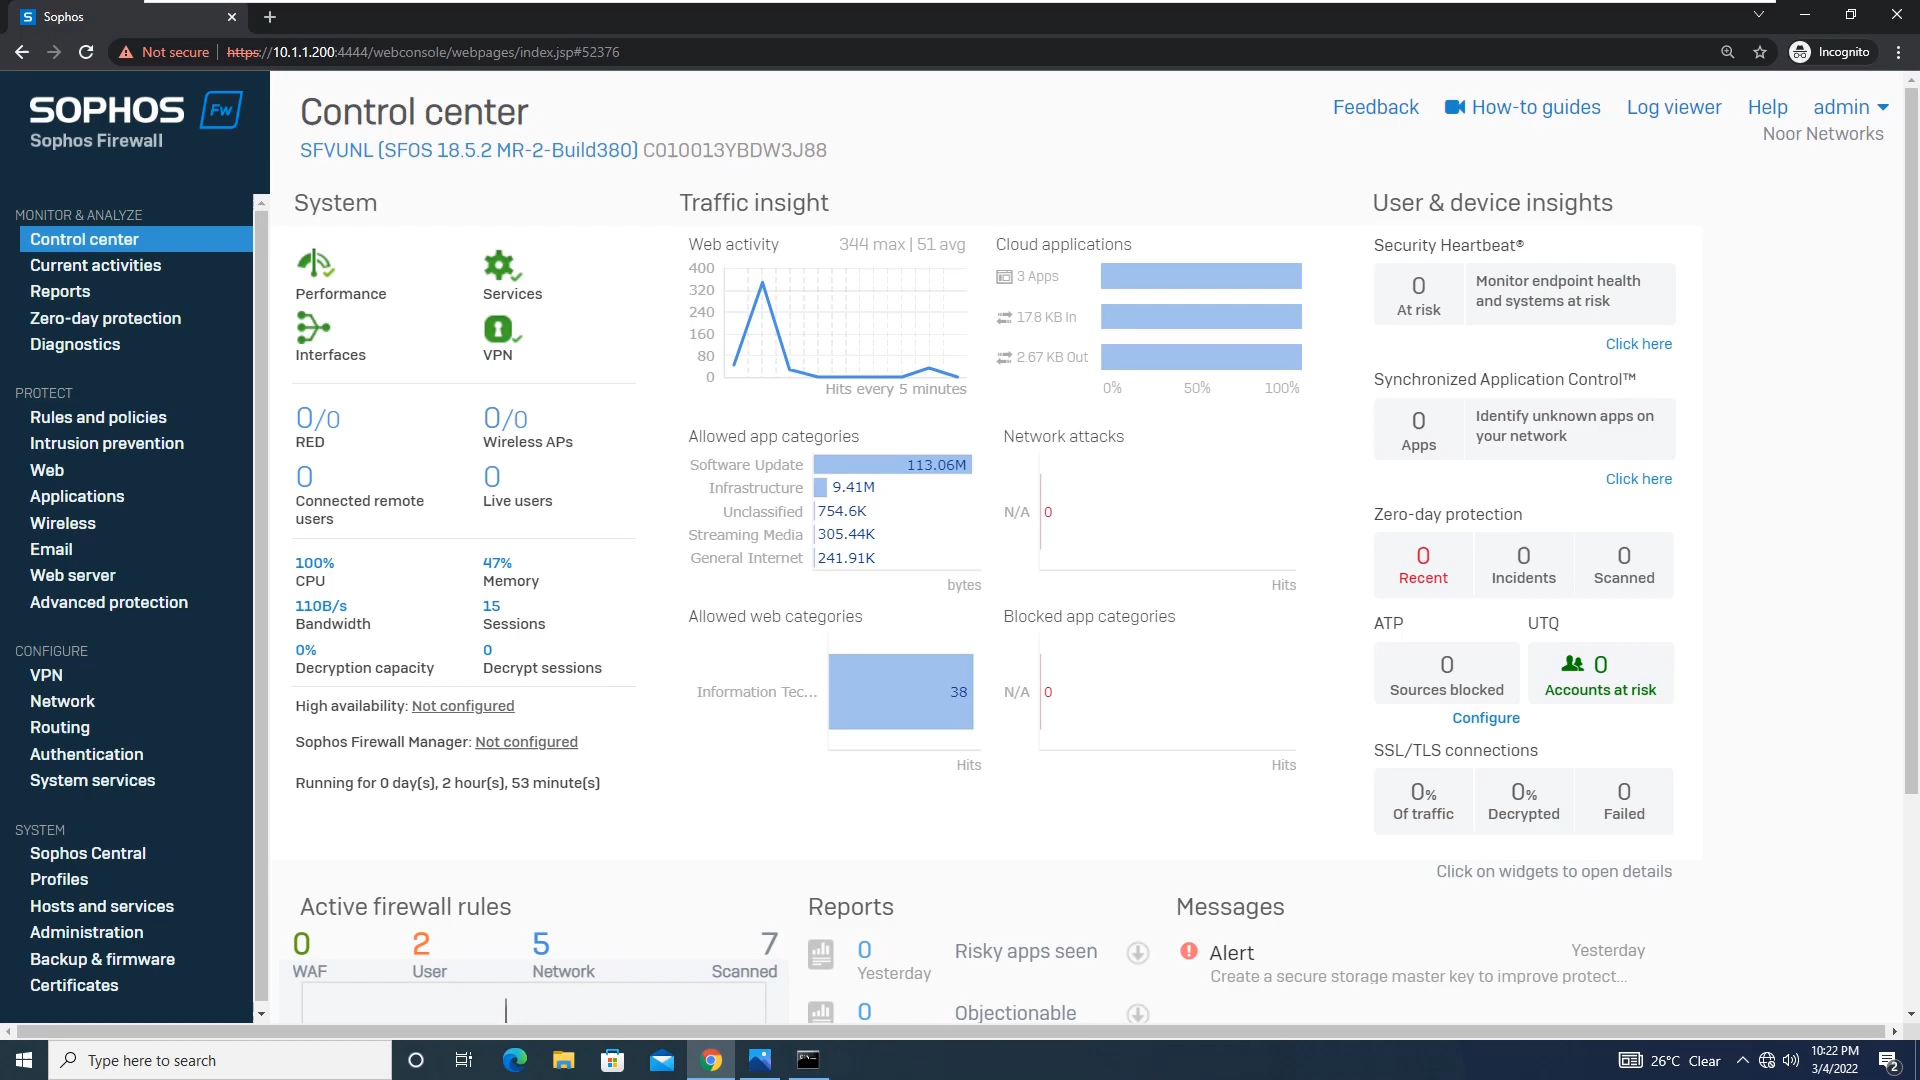 Sophos
Not secure https://10.1.1.200:4444/webconsole/webpages/index.jsp#52376
Incognito
SOPHOS Fw
Sophos Firewall
MONITOR & ANALYZE
Control center
Current activities
Reports
Zero-day protection
Diagnostics
PROTECT
Rules and policies
Intrusion prevention
Web
Applications
Wireless
Email
Web server
Advanced protection
CONFIGURE
VPN
Network
Routing
Authentication
System services
SYSTEM
Sophos Central
Profiles
Hosts and services
Administration
Backup & firmware
Certificates
Control center
SFVUNL (SFOS 18.5.2 MR-2-Build380) C010013YBDW3J88
Feedback How-to guides Log viewer Help admin
Noor Networks
System
Performance Services
Interfaces VPN
0/0 0/0
RED Wireless APs
0 0
Connected remote users Live users
100% 47%
CPU Memory
110B/s 15
Bandwidth Sessions
0% 0
Decryption capacity Decrypt sessions
High availability: Not configured
Sophos Firewall Manager: Not configured
Running for 0 day(s), 2 hour(s), 53 minute(s)
Traffic insight
Web activity 344 max | 51 avg
400
320
240
160
80
0
Hits every 5 minutes
Cloud applications
3 Apps
17.8 KB In
2.67 KB Out
0% 50% 100%
Allowed app categories
Software Update 113.06M
Infrastructure 9.41M
Unclassified 754.6K
Streaming Media 305.44K
General Internet 241.91K
bytes
Network attacks
N/A 0
Hits
Allowed web categories
Information Tec... 38
Hits
Blocked app categories
N/A 0
Hits
User & device insights
Security Heartbeat®
0
At risk
Monitor endpoint health
and systems at risk
Click here
Synchronized Application Control™
0
Apps
Identify unknown apps on
your network
Click here
Zero-day protection
0 0 0
Recent Incidents Scanned
ATP UTQ
0 0
Sources blocked Accounts at risk
Configure
SSL/TLS connections
0% 0% 0
Of traffic Decrypted Failed
Click on widgets to open details
Active firewall rules
0 2 5 7
WAF User Network Scanned
Reports
0 Risky apps seen
Yesterday
0 Objectionable
Messages
Alert Yesterday
Create a secure storage master key to improve protect...
Type here to search
26°C Clear
10:22 PM
3/4/2022
2